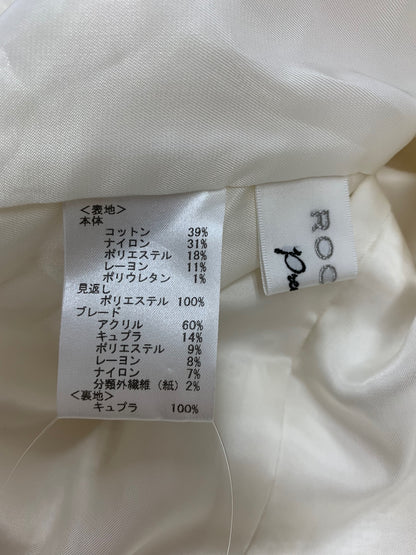 <表地>
本体
コットン 39%
ナイロン 31%
ポリエステル 18%
レーヨン 11%
ポリウレタン 1%
見返し
ポリエステル 100%
ブレード
アクリル 60%
キュプラ 14%
ポリエステル 9%
レーヨン 8%
ナイロン 7%
分類外繊維(紙) 2%
<裏地>
キュプラ 100%
ROC